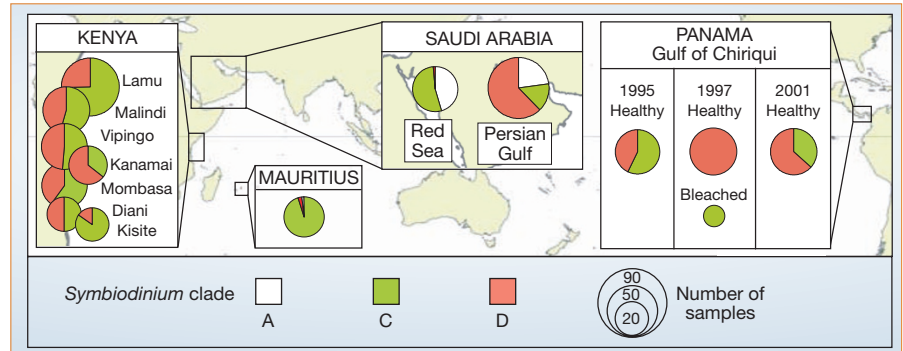 KENYA
Lamu
Malindi
Vipingo
Kanamai
Mombasa
Diani
Kisite
MAURITIUS
SAUDI ARABIA
Red
Sea
Persian
Gulf
PANAMA
Gulf of Chiriqui
1995
Healthy
1997
Healthy
2001
Healthy
Bleached
Symbiodinium clade
A
C
D
90
50
20
Number of
samples